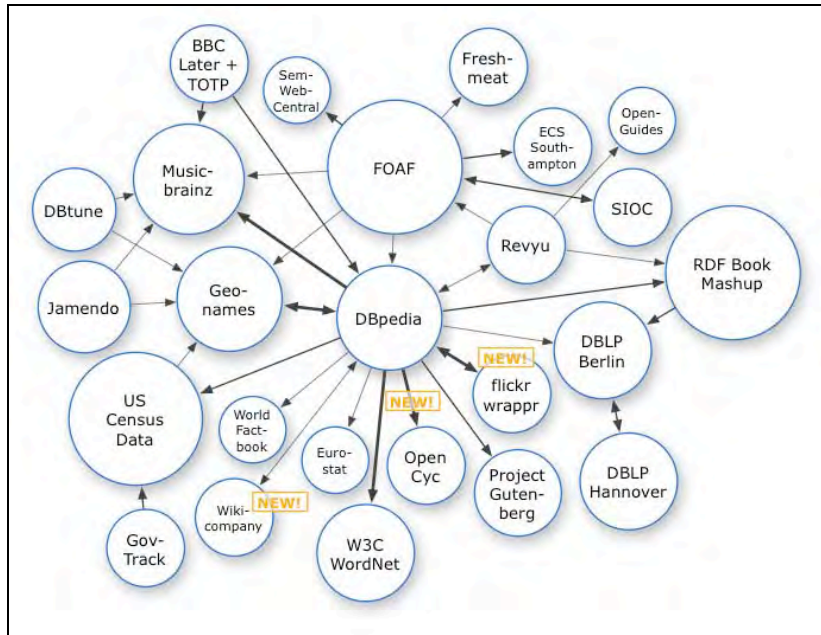 BBC
Later +
TOTP
Sem-
Web-
Central
Fresh-
meat
Open-
Guides
ECS
South-
ampton
FOAF
Music-
brainz
DBtune
SIOC
Revyu
RDF Book
Mashup
Geo-
names
Jamendo
DBpedia
DBLP
Berlin
NEW!
flickr
wrappr
US
Census
Data
NEW!
World
Fact-
book
Euro-
stat
Open
Cyc
Project
Guten-
berg
DBLP
Hannover
NEW!
Wiki-
company
Gov-
Track
W3C
WordNet